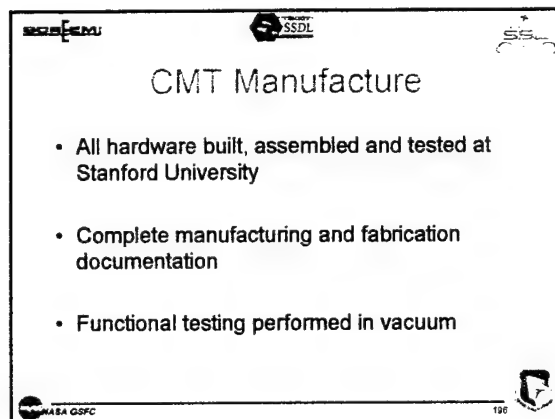 SSDL
CMT Manufacture
• All hardware built, assembled and tested at
Stanford University
• Complete manufacturing and fabrication
documentation
• Functional testing performed in vacuum
NASA GSFC
196